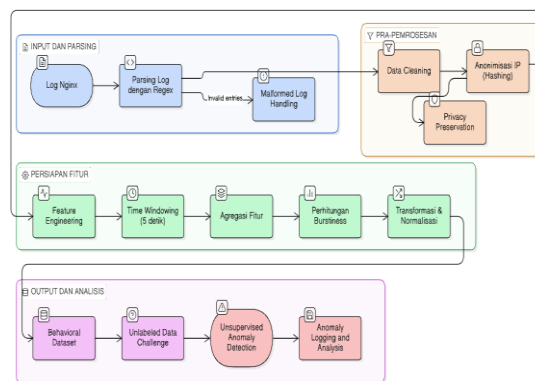 INPUT DAN PARSING
Log Nginx
Parsing Log
dengan Regex
Invalid entries
Malformed Log
Handling
PRA-PEMROSESAN
Data Cleaning
Anonimisasi IP
(Hashing)
Privacy
Preservation
PERSIAPAN FITUR
Feature
Engineering
Time Windowing
(5 detik)
Agregasi Fitur
Perhitungan
Burstiness
Transformasi &
Normalisasi
OUTPUT DAN ANALISIS
Behavioral
Dataset
Unlabeled Data
Challenge
Unsupervised
Anomaly
Detection
Anomaly
Logging and
Analysis